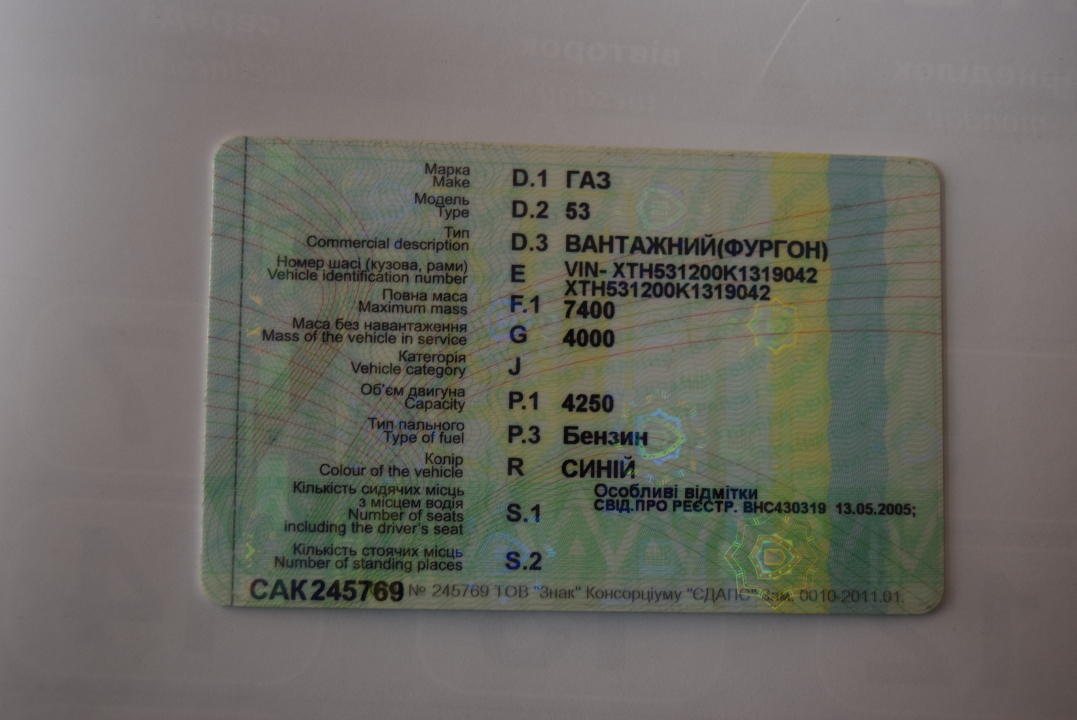 середа
вівторок
tuesday
Марка
Make
D.1 ГАЗ
Модель
Type
D.2 53
Тип
Commercial description
D.3 ВАНТАЖНИЙ(ФУРГОН)
Номер шасі (кузова, рами)
Vehicle identification number
E VIN- XTH531200K1319042
XTH531200K1319042
Повна маса
Maximum mass
F.1 7400
Маса без навантаження
Mass of the vehicle in service
G 4000
Категорія
Vehicle category
J
Об'єм двигуна
Capacity
P.1 4250
Тип пального
Type of fuel
P.3 Бензин
Колір
Colour of the vehicle
R СИНІЙ
Кількість сидячих місць
з місцем водія
Number of seats
including the driver's seat
S.1
Особливі відмітки
СВІД.ПРО РЕЄСТР. ВНС430319 13.05.2005;
Кількість стоячих місць
Number of standing places
S.2
САК245769 № 245769 ТОВ "Знак" Консорціуму "ЄДАПС" Зам. 0010-2011.01.